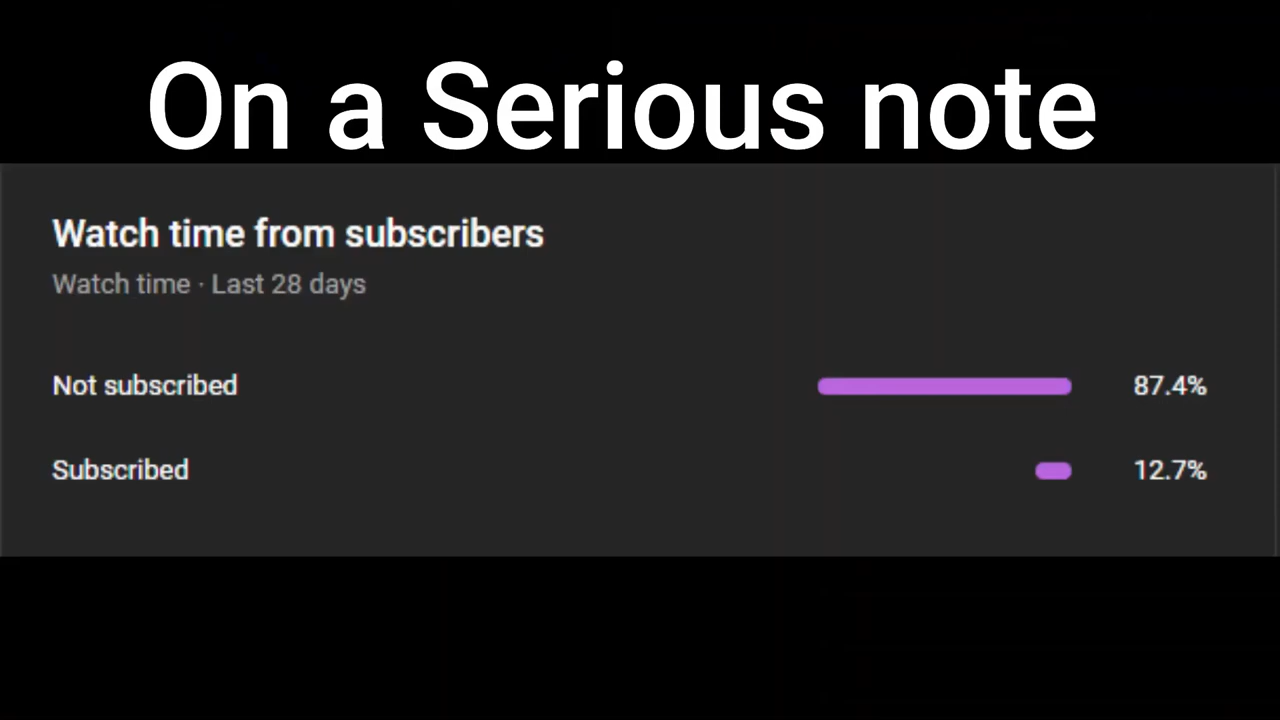 On a Serious note
Watch time from subscribers
Watch time · Last 28 days
Not subscribed 87.4%
Subscribed 12.7%